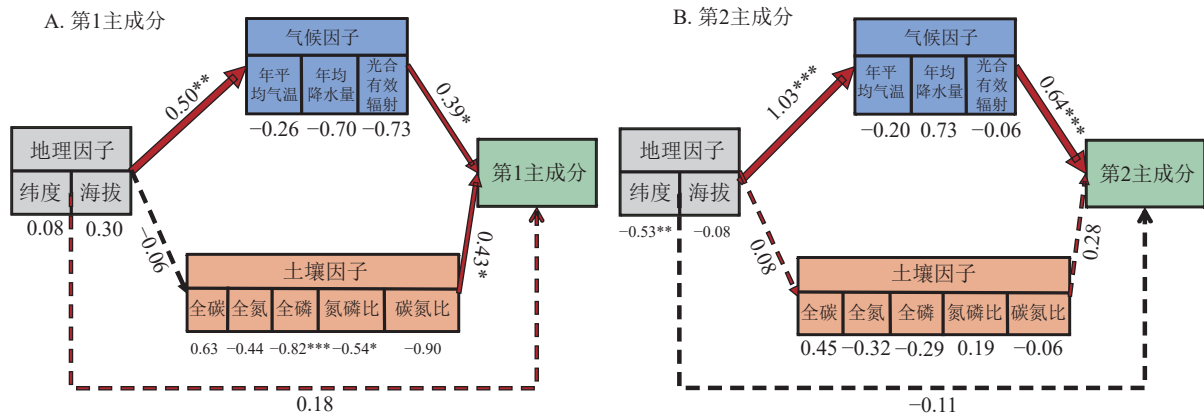 A. 第1主成分
气候因子
年平
均气温
年均
降水量
光合
有效
辐射
−0.26 −0.70 −0.73
0.50**
0.39*
地理因子
纬度 海拔
0.08 0.30
第1主成分
−0.06
0.43*
土壤因子
全碳 全氮 全磷 氮磷比 碳氮比
0.63 −0.44 −0.82*** −0.54* −0.90
0.18
B. 第2主成分
气候因子
年平
均气温
年均
降水量
光合
有效
辐射
−0.20 0.73 −0.06
1.03***
0.64***
地理因子
纬度 海拔
−0.53** −0.08
第2主成分
0.08
0.28
土壤因子
全碳 全氮 全磷 氮磷比 碳氮比
0.45 −0.32 −0.29 0.19 −0.06
−0.11